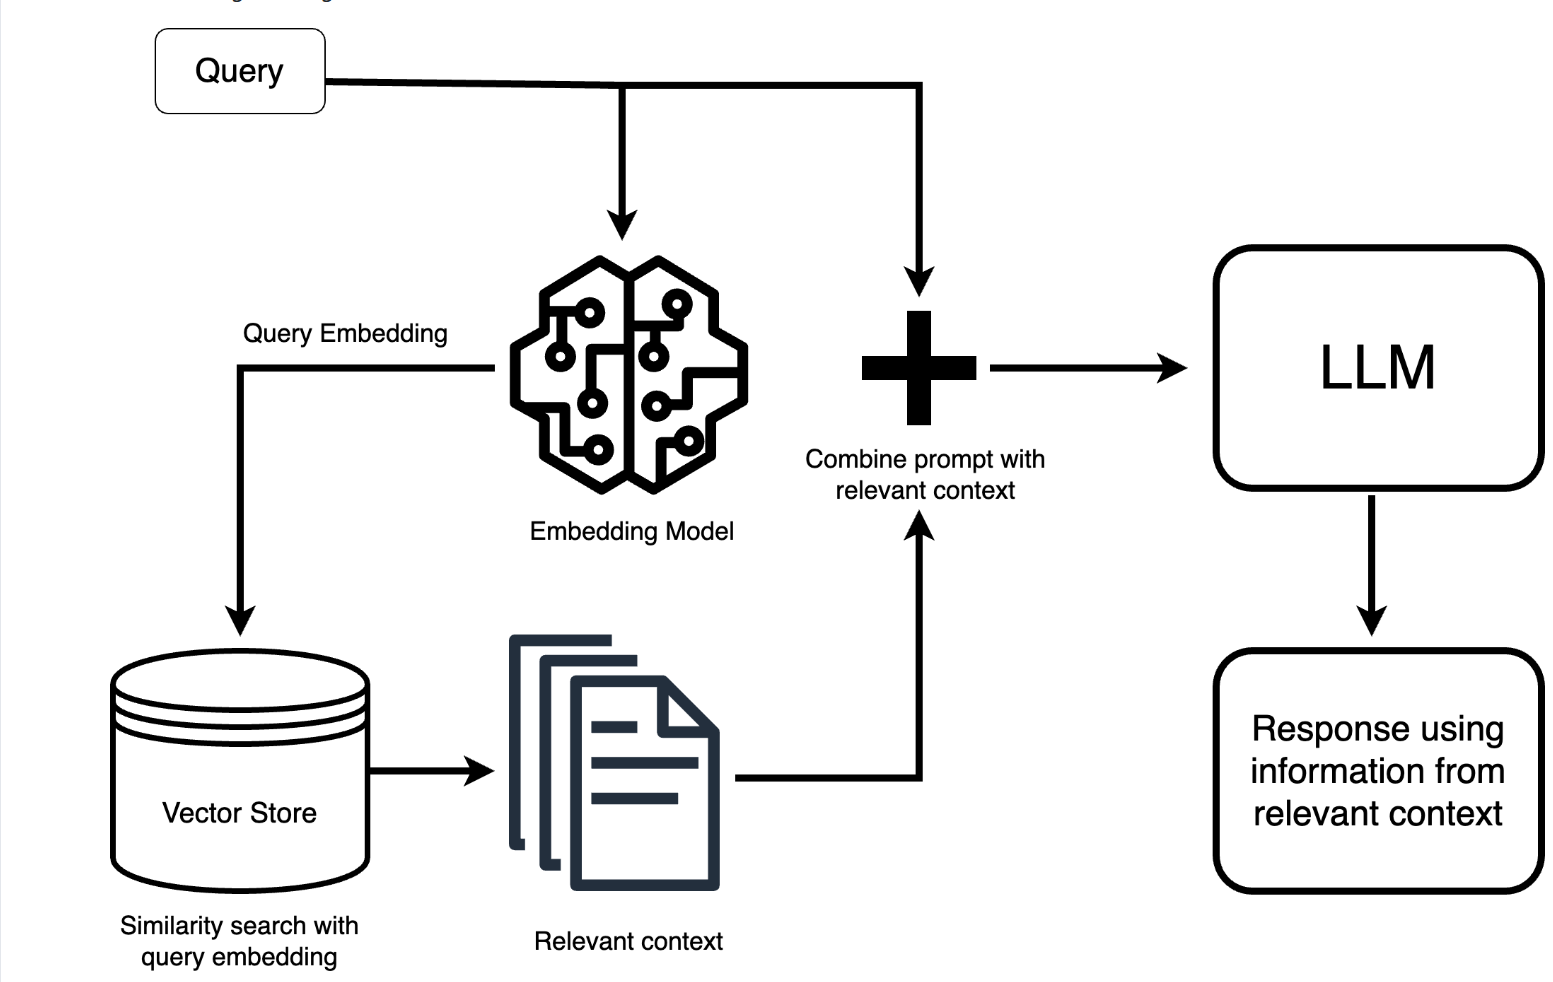 Query
Query Embedding
LLM
Combine prompt with
relevant context
Embedding Model
Vector Store
Response using
information from
relevant context
Similarity search with
query embedding
Relevant context